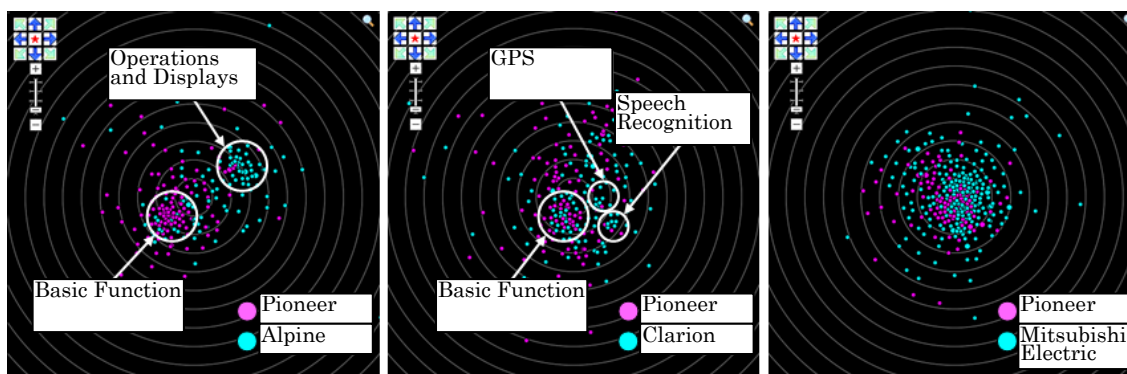 Operations
and Displays
Basic Function
Pioneer
Alpine
GPS
Speech
Recognition
Basic Function
Pioneer
Clarion
Pioneer
Mitsubishi
Electric